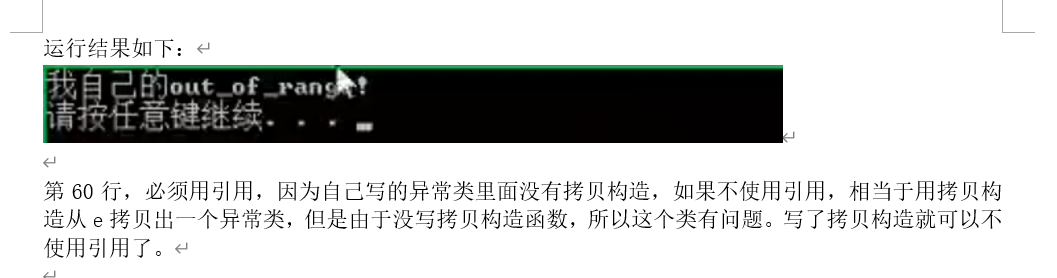 运行结果如下：
我自己的out_of_range!
请按任意键继续. . .
第 60 行，必须用引用，因为自己写的异常类里面没有拷贝构造，如果不使用引用，相当于用拷贝构
造从 e 拷贝出一个异常类，但是由于没写拷贝构造函数，所以这个类有问题。写了拷贝构造就可以不
使用引用了。